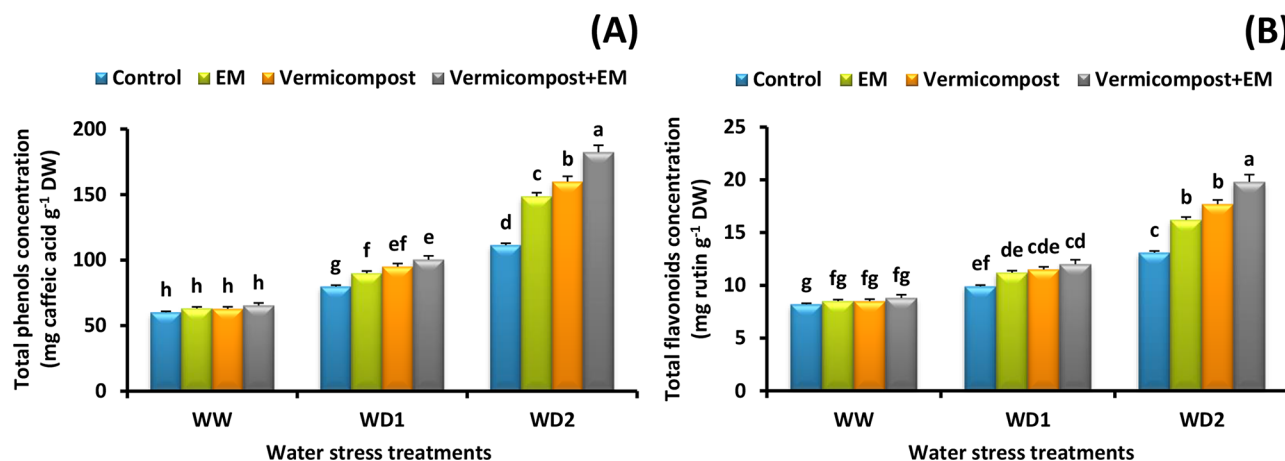 (A)
Control EM Vermicompost Vermicompost+EM
Total phenols concentration
(mg caffeic acid g⁻¹ DW)
200
150
100
50
0
h h h h
g f ef e
d c b a
WW WD1 WD2
Water stress treatments
(B)
Control EM Vermicompost Vermicompost+EM
Total flavonoids concentration
(mg rutin g⁻¹ DW)
25
20
15
10
5
0
g fg fg fg
ef de cde cd
c b b a
WW WD1 WD2
Water stress treatments